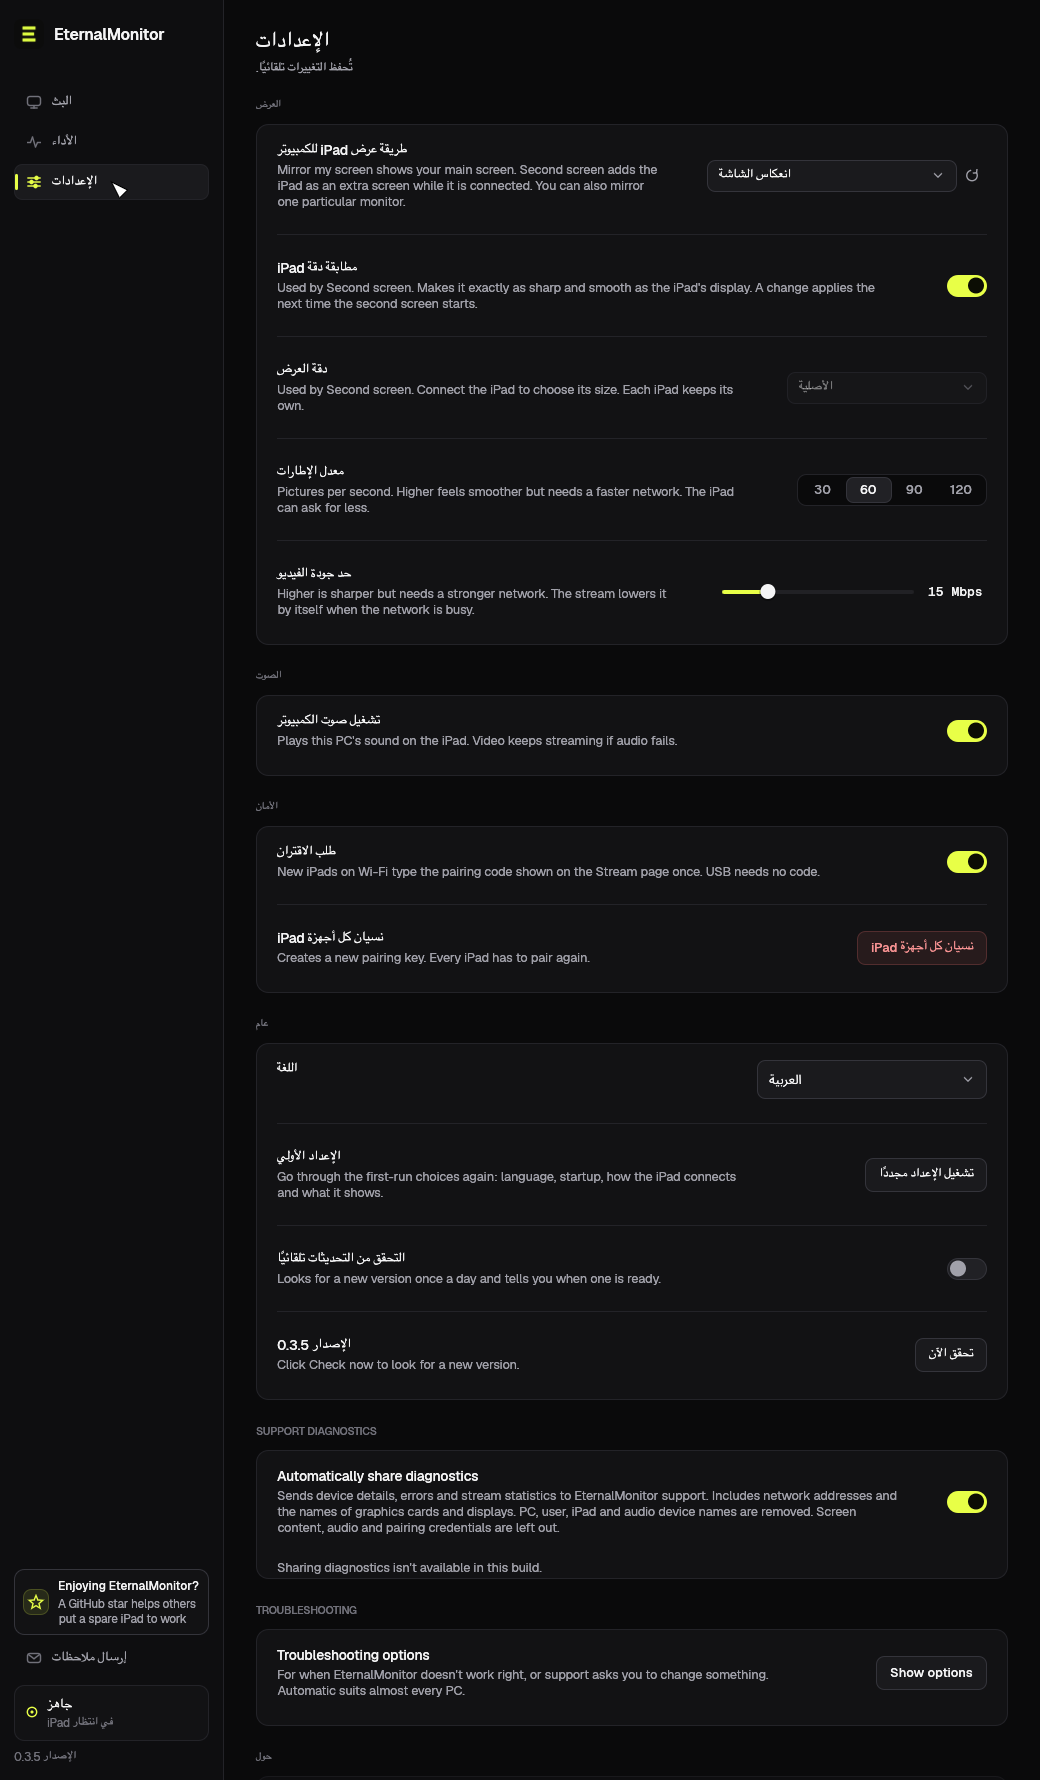 EternalMonitor
البث
الأداء
الإعدادات
الإعدادات
تُحفظ التغييرات تلقائيًا.
العرض
طريقة عرض iPad للكمبيوتر
Mirror my screen shows your main screen. Second screen adds the
iPad as an extra screen while it is connected. You can also mirror
one particular monitor.
انعكاس الشاشة
مطابقة دقة iPad
Used by Second screen. Makes it exactly as sharp and smooth as the iPad's display. A change applies the
next time the second screen starts.
دقة العرض
Used by Second screen. Connect the iPad to choose its size. Each iPad keeps its
own.
الأصلية
معدل الإطارات
Pictures per second. Higher feels smoother but needs a faster network. The iPad
can ask for less.
30 60 90 120
حد جودة الفيديو
Higher is sharper but needs a stronger network. The stream lowers it
by itself when the network is busy.
15 Mbps
الصوت
تشغيل صوت الكمبيوتر
Plays this PC's sound on the iPad. Video keeps streaming if audio fails.
الأمان
طلب الاقتران
New iPads on Wi-Fi type the pairing code shown on the Stream page once. USB needs no code.
نسيان كل أجهزة iPad
Creates a new pairing key. Every iPad has to pair again.
نسيان كل أجهزة iPad
عام
اللغة
العربية
الإعداد الأولي
Go through the first-run choices again: language, startup, how the iPad connects
and what it shows.
تشغيل الإعداد مجددًا
التحقق من التحديثات تلقائيًا
Looks for a new version once a day and tells you when one is ready.
الإصدار 0.3.5
Click Check now to look for a new version.
تحقق الآن
SUPPORT DIAGNOSTICS
Automatically share diagnostics
Sends device details, errors and stream statistics to EternalMonitor support. Includes network addresses and
the names of graphics cards and displays. PC, user, iPad and audio device names are removed. Screen
content, audio and pairing credentials are left out.
Sharing diagnostics isn't available in this build.
TROUBLESHOOTING
Troubleshooting options
For when EternalMonitor doesn't work right, or support asks you to change something.
Automatic suits almost every PC.
Show options
حول
Enjoying EternalMonitor?
A GitHub star helps others
put a spare iPad to work
إرسال ملاحظات
جاهز
في انتظار iPad
الإصدار 0.3.5